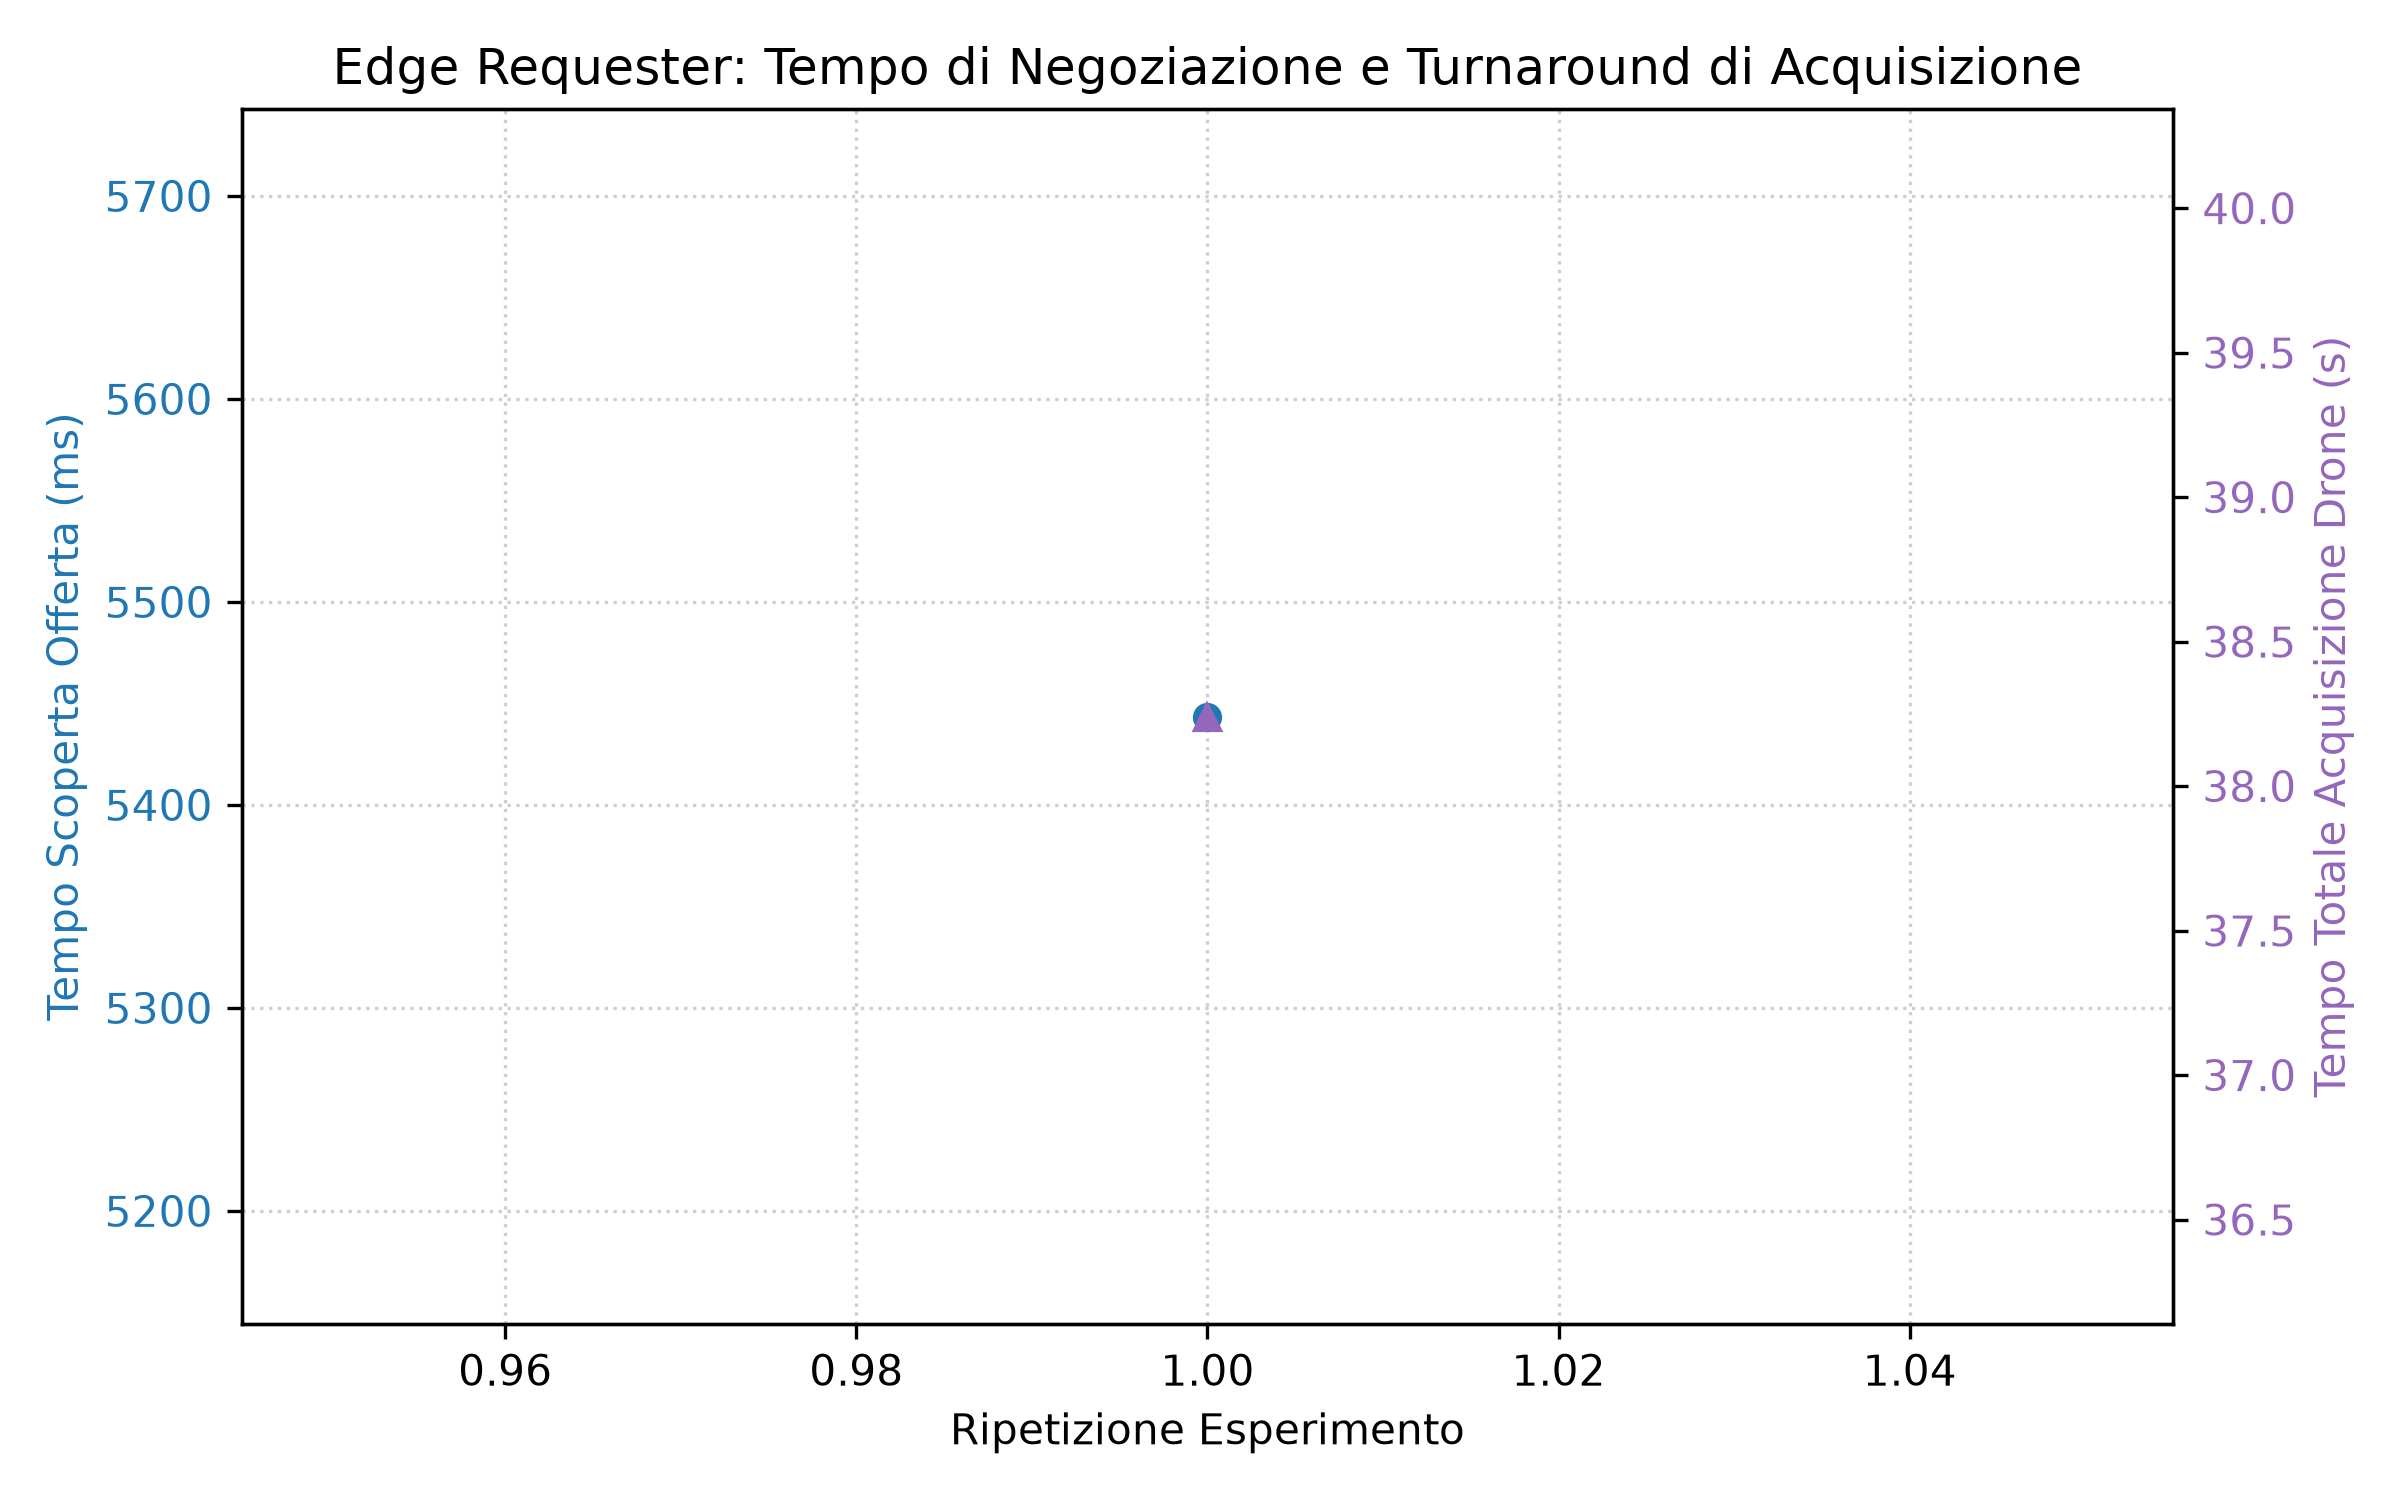 Edge Requester: Tempo di Negoziazione e Turnaround di Acquisizione
Tempo Scoperta Offerta (ms)
5700
5600
5500
5400
5300
5200
40.0
39.5
39.0
38.5
38.0
37.5
37.0
36.5
Tempo Totale Acquisizione Drone (s)
0.96 0.98 1.00 1.02 1.04
Ripetizione Esperimento